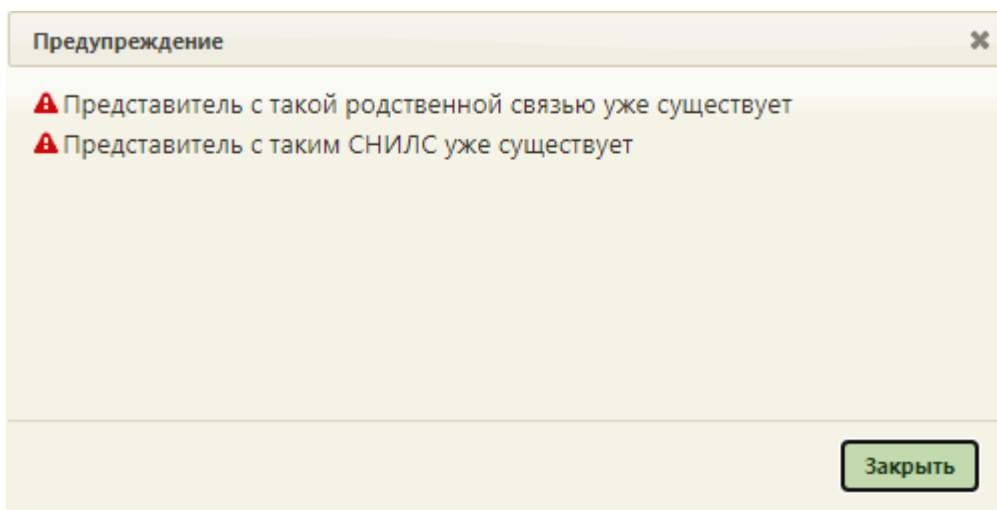 Предупреждение
Представитель с такой родственной связью уже существует
Представитель с таким СНИЛС уже существует
Закрыть